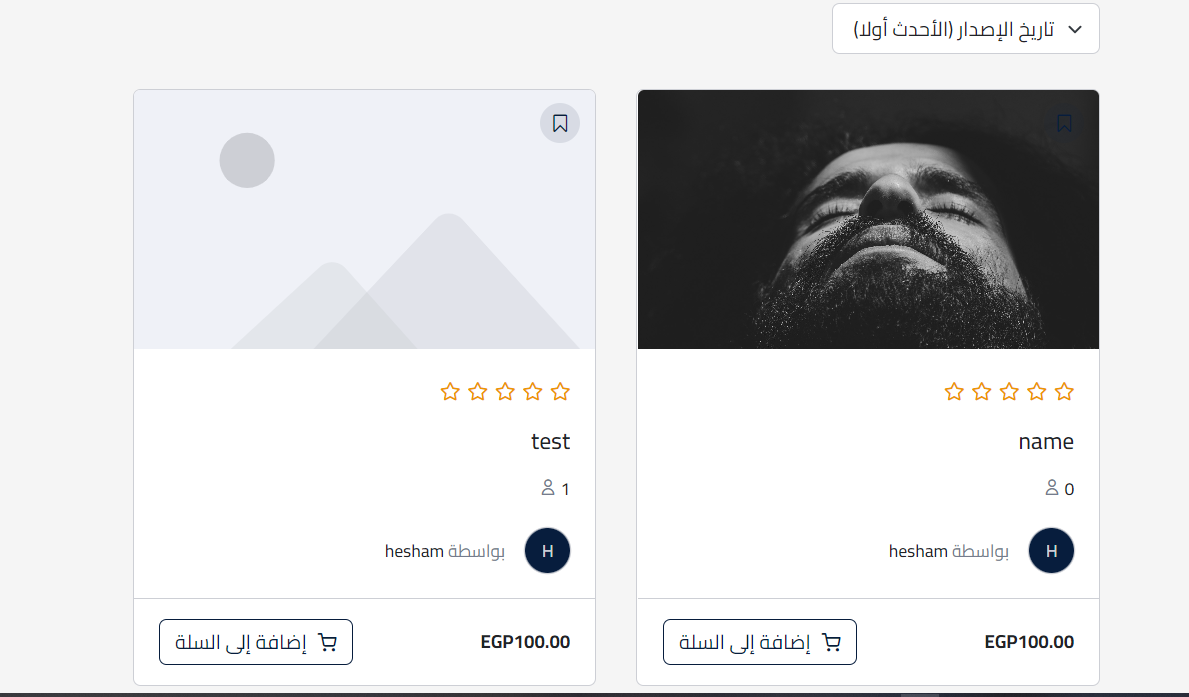 تاريخ الإصدار (الأحدث أولا)
name
0
H
بواسطة hesham
EGP100.00
إضافة إلى السلة
test
1
H
بواسطة hesham
EGP100.00
إضافة إلى السلة